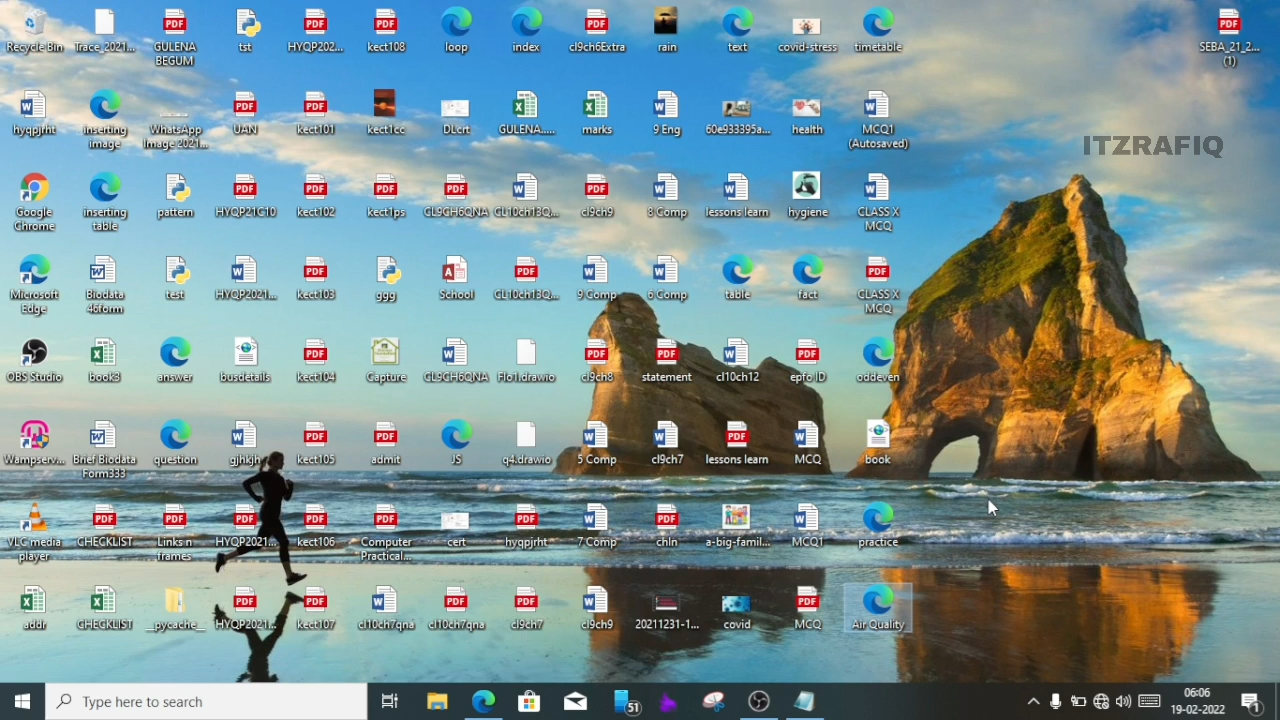 Recycle Bin
Trace_2021...
GULENA
BEGUM
tst
HYQP202...
kect108
loop
index
cl9ch6Extra
rain
text
covid-stress
timetable
SEBA_21_2...
(1)
hyqpjrht
inserting
image
WhatsApp
Image 2021...
UAN
kect101
kect1cc
DLcrt
GULENA.....
marks
9 Eng
60e933395a...
health
MCQ1
(Autosaved)
ITZRAFIQ
Google
Chrome
inserting
table
pattern
HYQP21C10
kect102
kect1ps
CL9CH6QNA
CL10ch13Q...
cl9ch9
8 Comp
lessons learn
hygiene
CLASS X
MCQ
Microsoft
Edge
Biodata
46form
test
HYQP2021...
kect103
ggg
School
CL10ch13Q...
9 Comp
6 Comp
table
fact
CLASS X
MCQ
OBS Studio
book3
answer
busdetails
kect104
Capture
CL9CH6QNA
Flo1.drawio
cl9ch8
statement
cl10ch12
epfo ID
oddeven
Wampserv...
Brief Biodata
Form333
question
gjhkjh
kect105
admit
JS
q4.drawio
5 Comp
cl9ch7
lessons learn
MCQ
book
VLC media
player
CHECKLIST
Links n
frames
HYQP2021...
kect106
Computer
Practical...
cert
hyqpjrht
7 Comp
chln
a-big-famil...
MCQ1
practice
addr
CHECKLIST
__pycache__
HYQP2021...
kect107
cl10ch7qna
cl10ch7qna
cl9ch7
cl9ch9
20211231-1...
covid
MCQ
Air Quality
Type here to search
51
06:06
19-02-2022
1